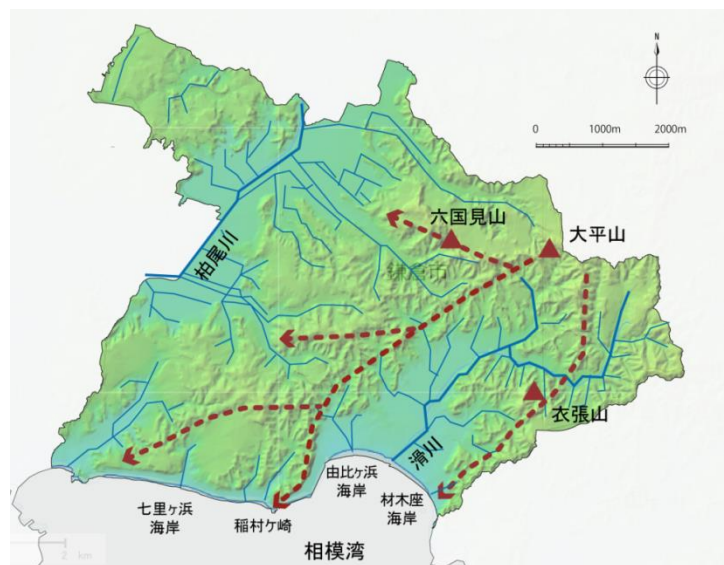 N
0 1000m 2000m
六国見山
大平山
柏尾川
鎌倉市
衣張山
滑川
由比ヶ浜
海岸
七里ヶ浜
海岸
稲村ケ崎
材木座
海岸
相模湾
2 km